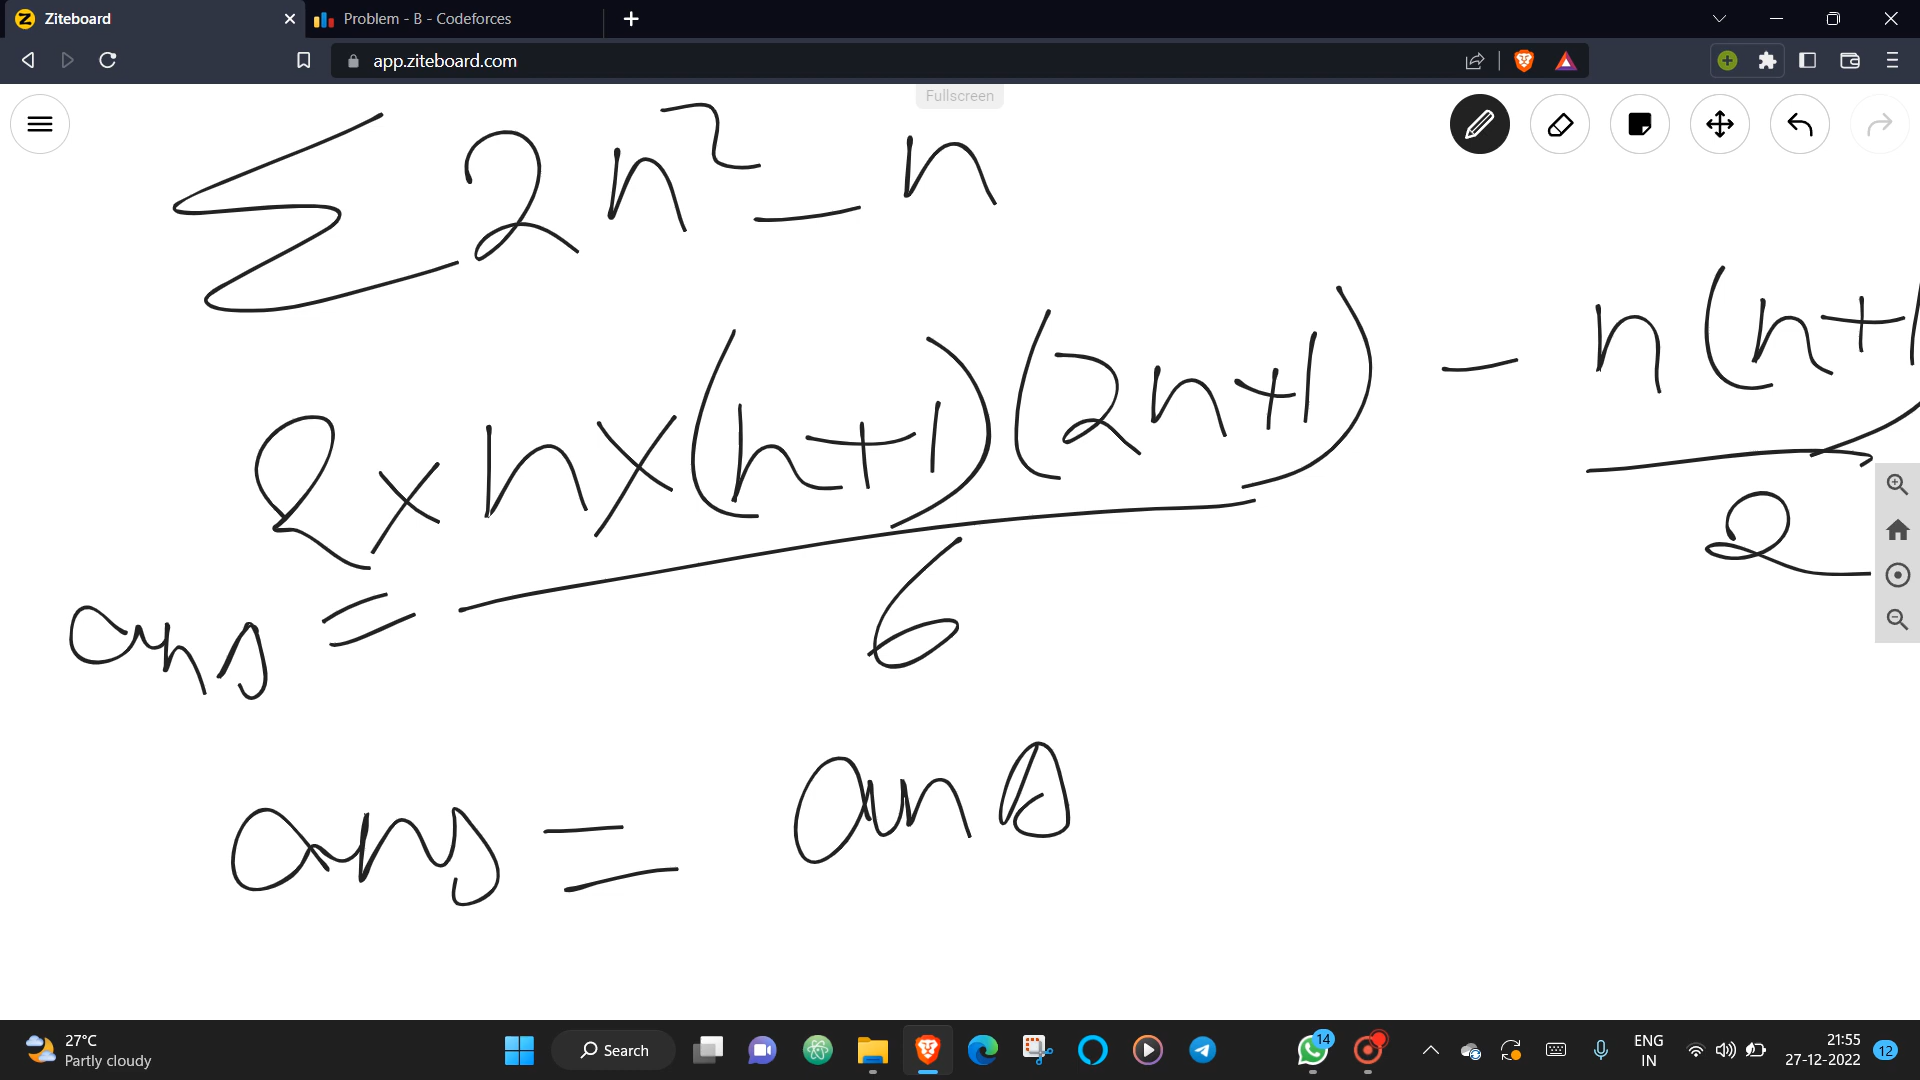 Ziteboard
Problem - B - Codeforces
app.ziteboard.com
Fullscreen
∑ 2n² - n
2 × n × (n+1) (2n+1) - n (n+1
ans = 6 2
ans = ans
27°C
Partly cloudy
Search
14
ENG
IN
21:55
27-12-2022
12